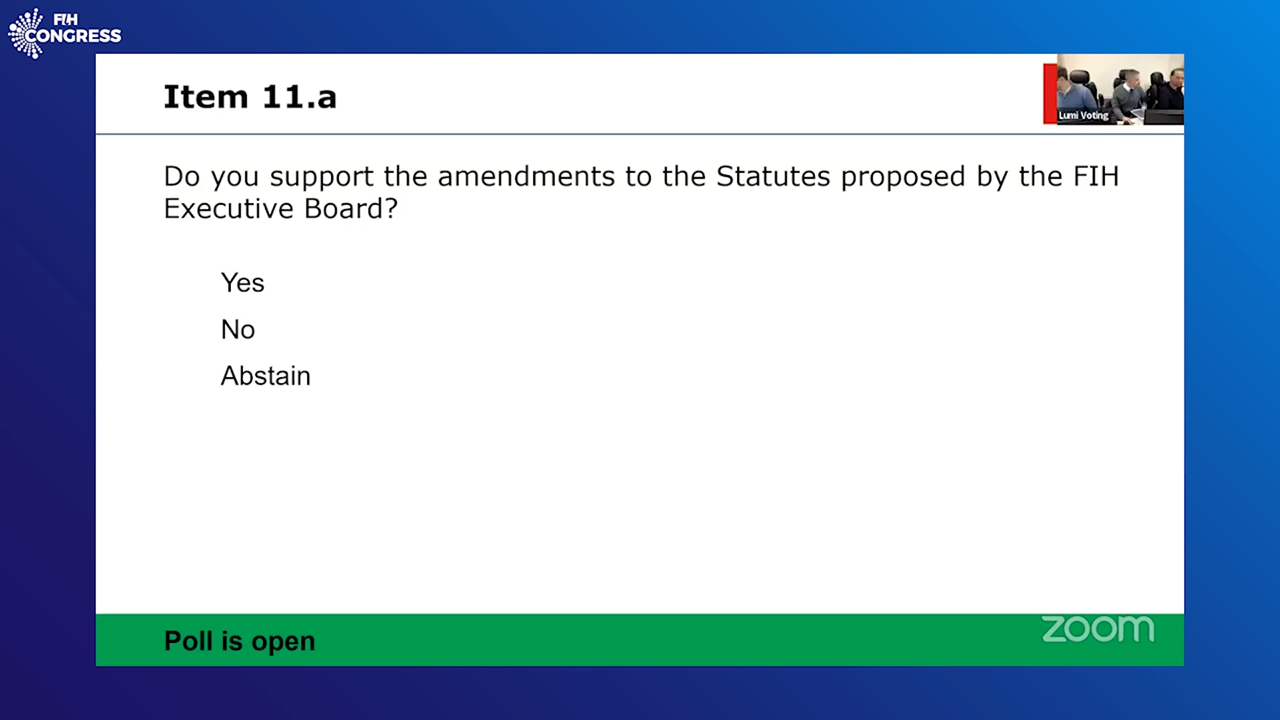 FIH
CONGRESS
Item 11.a
Lumi Voting
Do you support the amendments to the Statutes proposed by the FIH
Executive Board?
Yes
No
Abstain
Poll is open
zoom